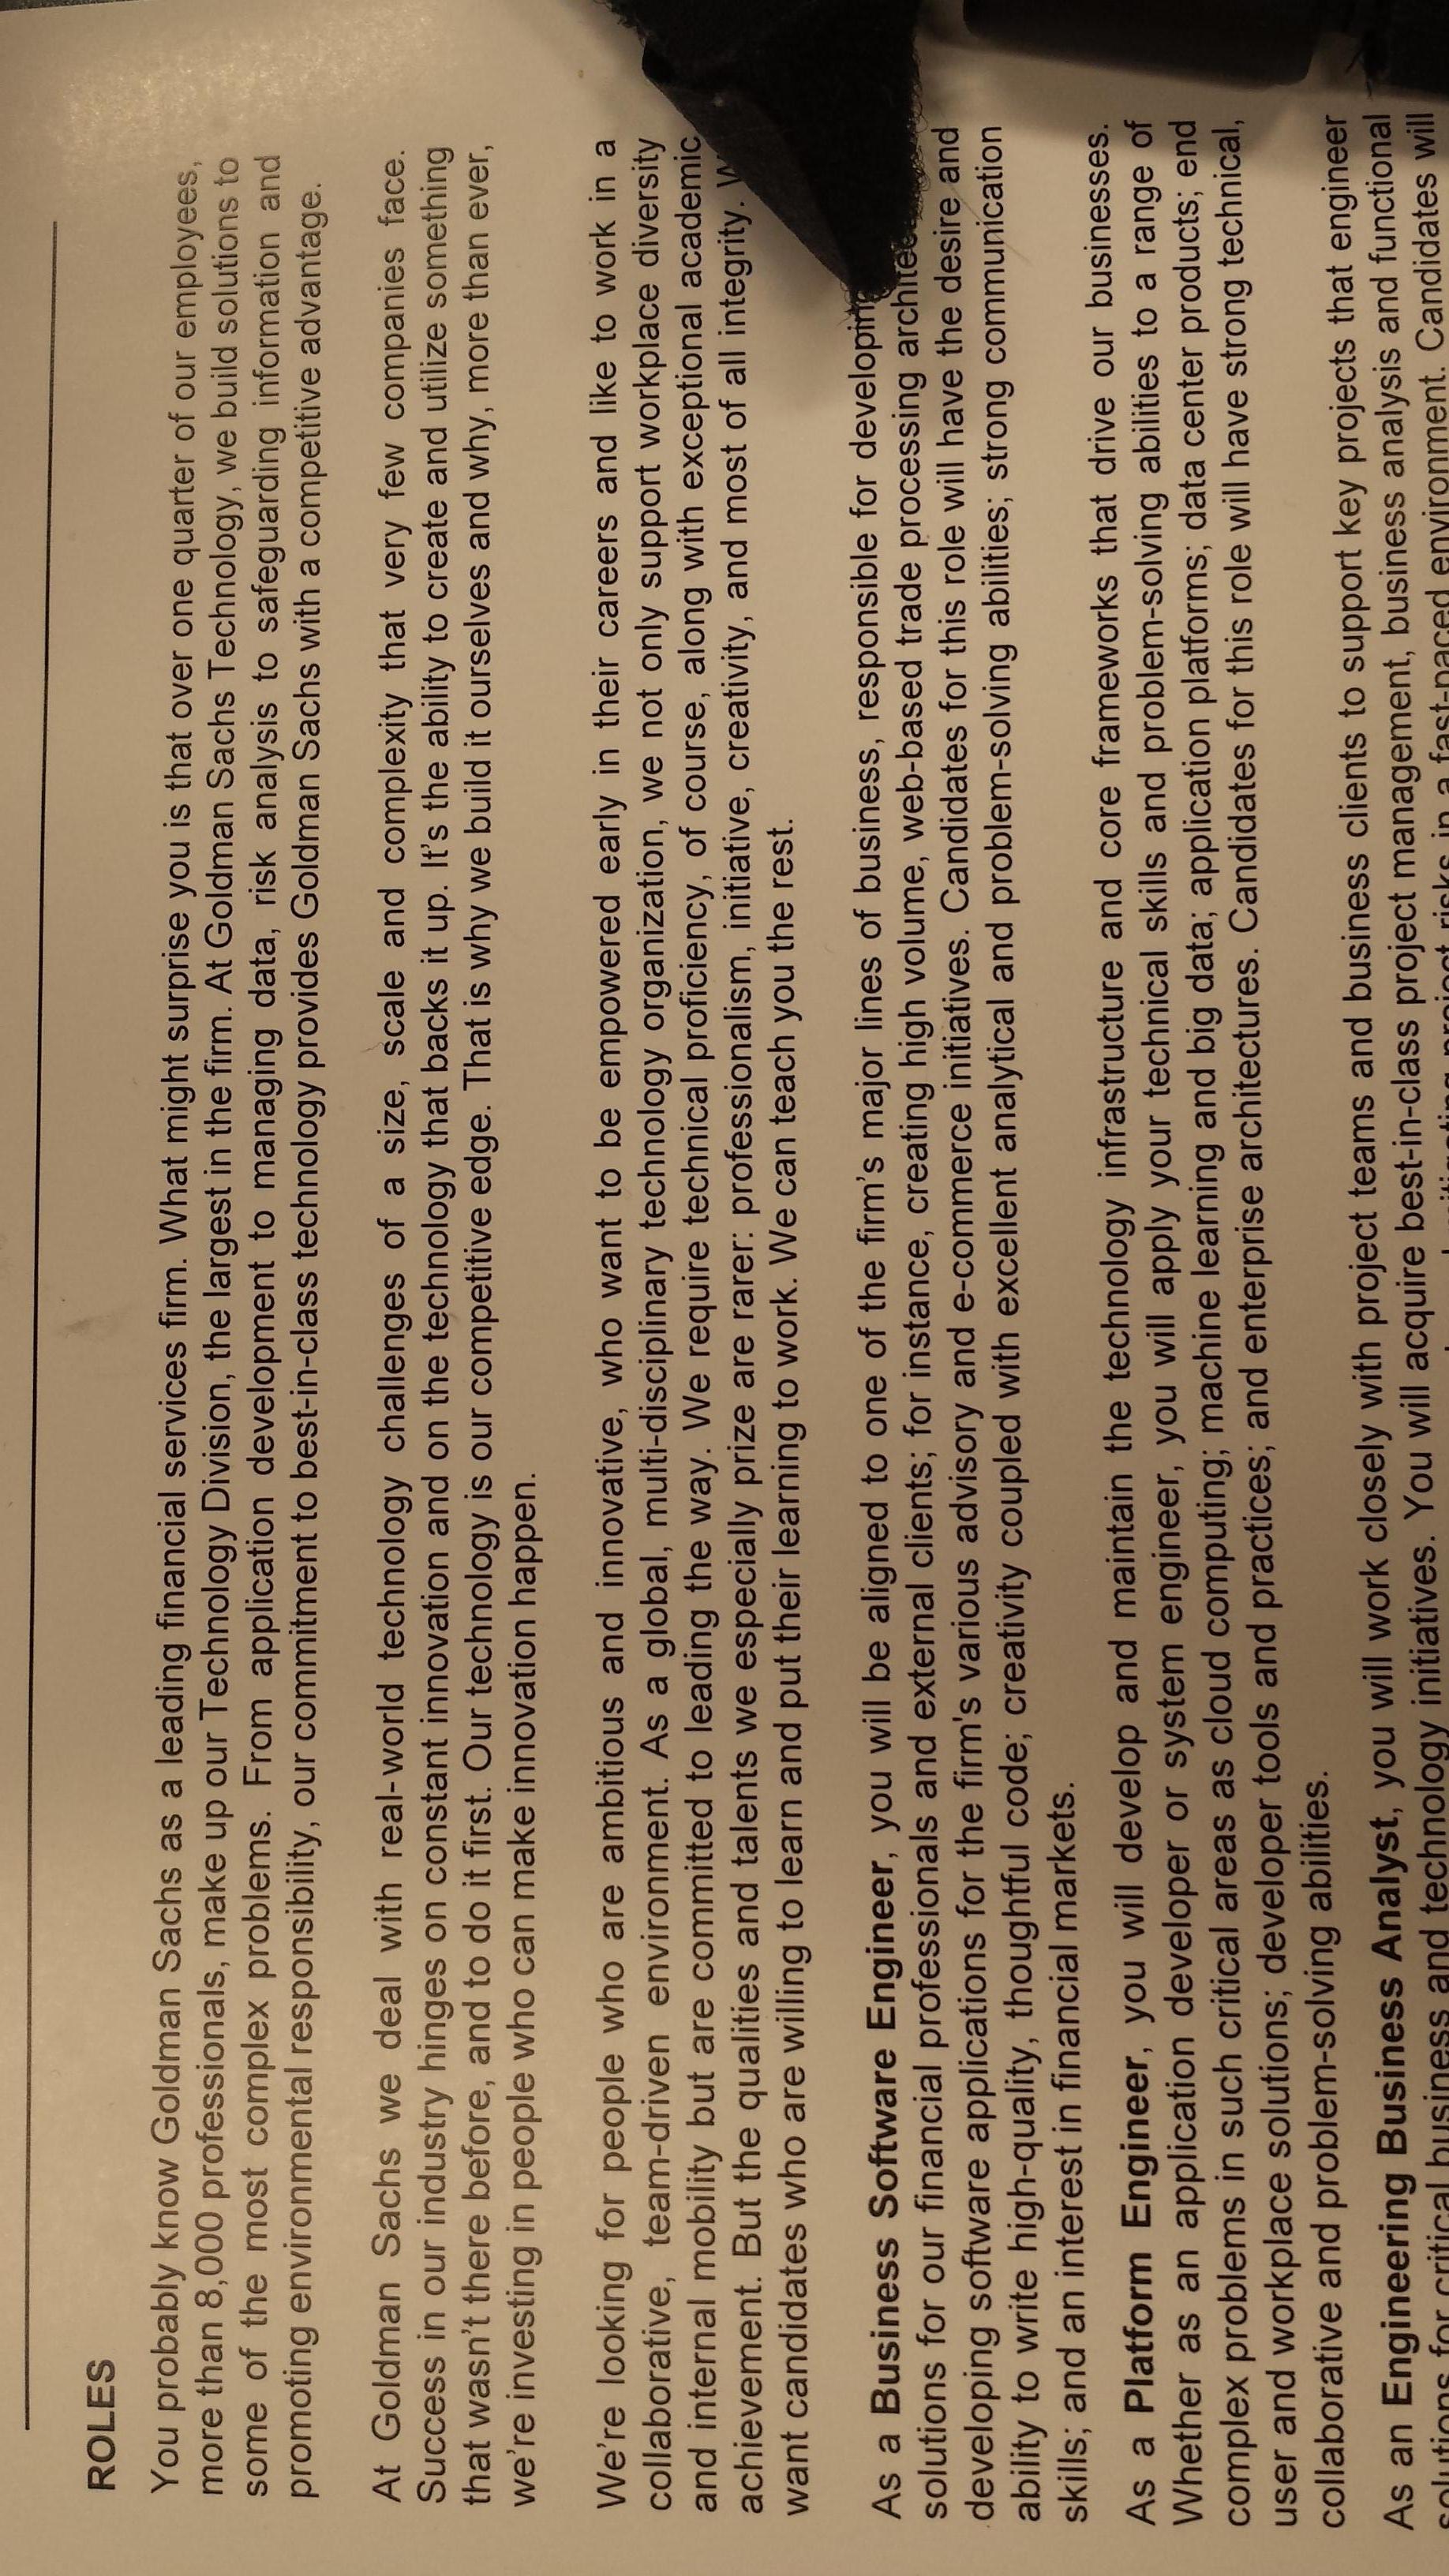 ROLES
You probably know Goldman Sachs as a leading financial services firm. What might surprise you is that over one quarter of our employees,
more than 8,000 professionals, make up our Technology Division, the largest in the firm. At Goldman Sachs Technology, we build solutions to
some of the most complex problems. From application development to managing data, risk analysis to safeguarding information and
promoting environmental responsibility, our commitment to best-in-class technology provides Goldman Sachs with a competitive advantage.
At Goldman Sachs we deal with real-world technology challenges of a size, scale and complexity that very few companies face.
Success in our industry hinges on constant innovation and on the technology that backs it up. It's the ability to create and utilize something
that wasn't there before, and to do it first. Our technology is our competitive edge. That is why we build it ourselves and why, more than ever,
we're investing in people who can make innovation happen.
We're looking for people who are ambitious and innovative, who want to be empowered early in their careers and like to work in a
collaborative, team-driven environment. As a global, multi-disciplinary technology organization, we not only support workplace diversity
and internal mobility but are committed to leading the way. We require technical proficiency, of course, along with exceptional academic
achievement. But the qualities and talents we especially prize are rarer: professionalism, initiative, creativity, and most of all integrity.
want candidates who are willing to learn and put their learning to work. We can teach you the rest.
As a Business Software Engineer, you will be aligned to one of the firm's major lines of business, responsible for developing
solutions for our financial professionals and external clients; for instance, creating high volume, web-based trade processing
developing software applications for the firm's various advisory and e-commerce initiatives. Candidates for this role will have the desire and
ability to write high-quality, thoughtful code; creativity coupled with excellent analytical and problem-solving abilities; strong communication
skills; and an interest in financial markets.
As a Platform Engineer, you will develop and maintain the technology infrastructure and core frameworks that drive our businesses.
Whether as an application developer or system engineer, you will apply your technical skills and problem-solving abilities to a range of
complex problems in such critical areas as cloud computing; machine learning and big data; application platforms; data center products; end
user and workplace solutions; developer tools and practices; and enterprise architectures. Candidates for this role will have strong technical,
collaborative and problem-solving abilities.
As an Engineering Business Analyst, you will work closely with project teams and business clients to support key projects that engineer
solutions for critical business and technology initiatives. You will acquire best-in-class project management, business analysis and functional
project risks in a fast-paced environment. Candidates will